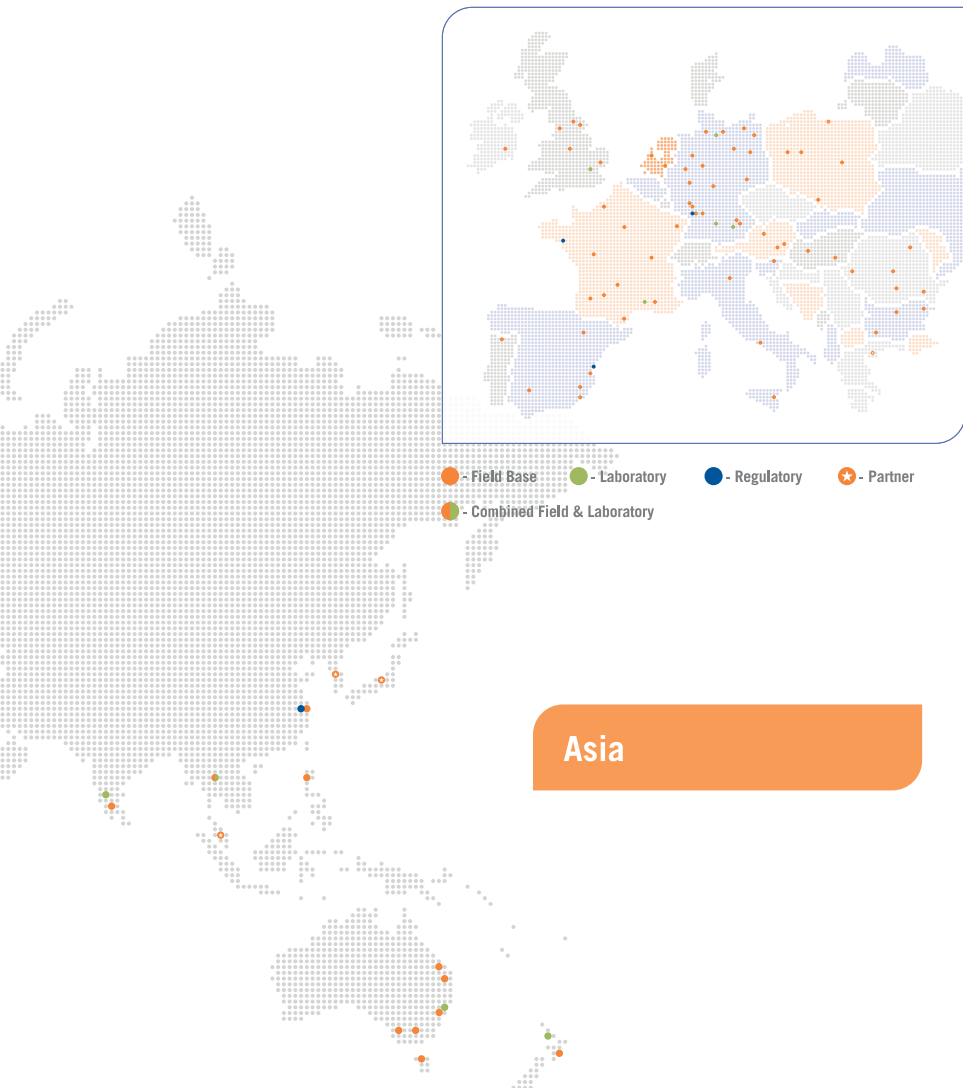 - Field Base - Laboratory - Regulatory - Partner
- Combined Field & Laboratory
Asia